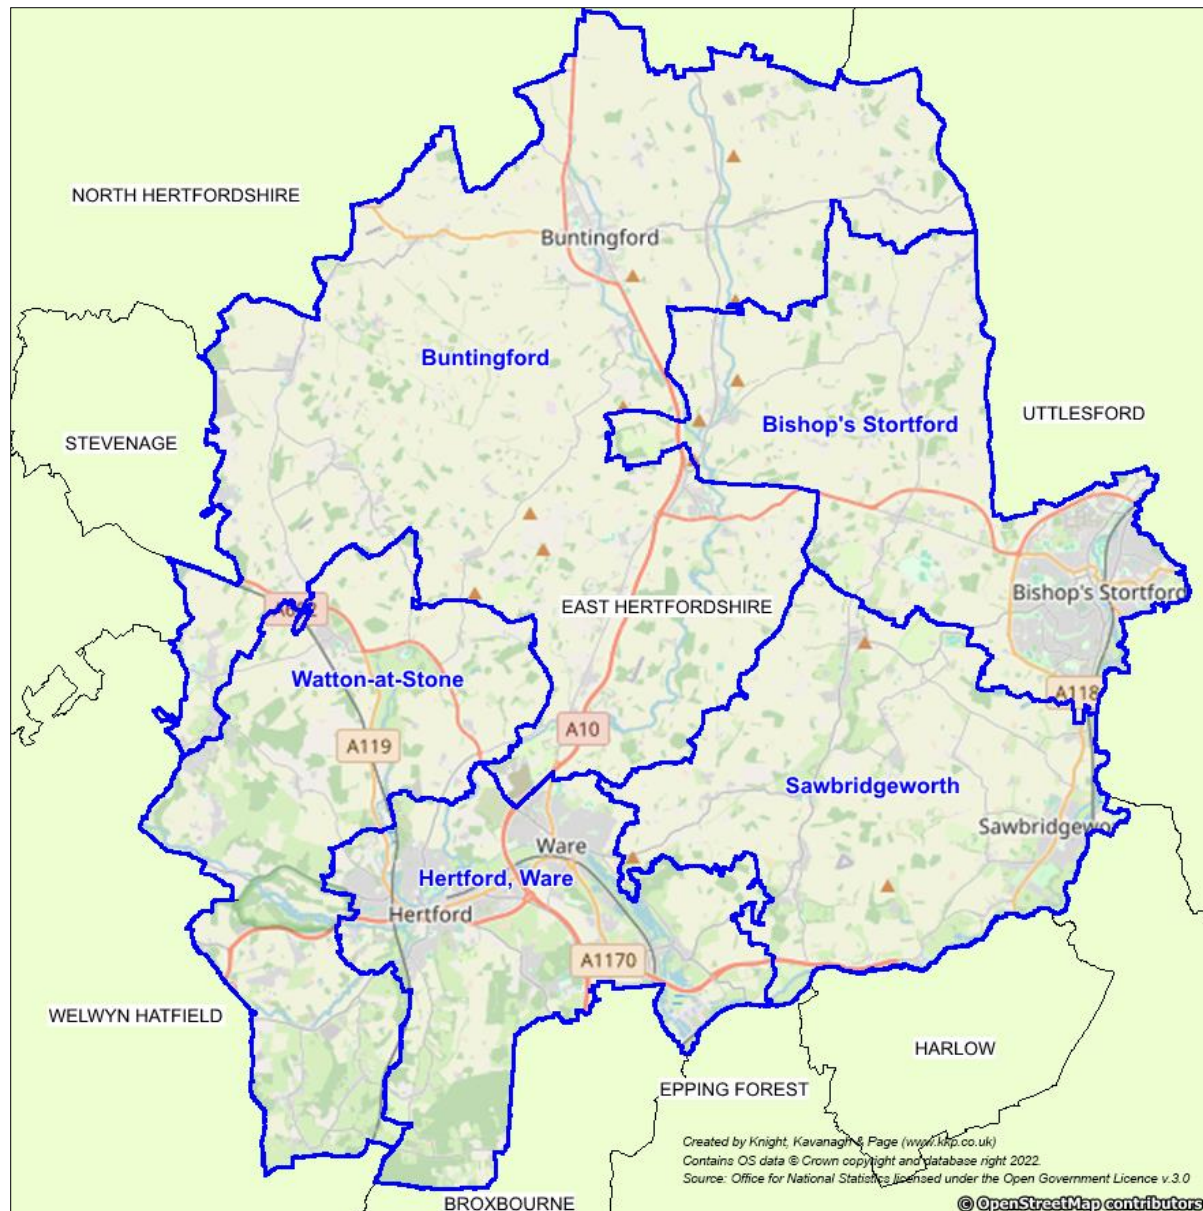 NORTH HERTFORDSHIRE
Buntingford
Buntingford
UTTLESFORD
Bishop's Stortford
STEVENAGE
Bishop's Stortford
EAST HERTFORDSHIRE
Watton-at-Stone
A118
A10
A119
Sawbridgeworth
Sawbridgewo
Ware
Hertford, Ware
Hertford
A1170
WELWYN HATFIELD
HARLOW
EPPING FOREST
Created by Knight, Kavanagh & Page (www.kkp.co.uk)
Contains OS data © Crown copyright and database right 2022.
Source: Office for National Statistics licensed under the Open Government Licence v.3.0
BROXBOURNE
© OpenStreetMap contributors